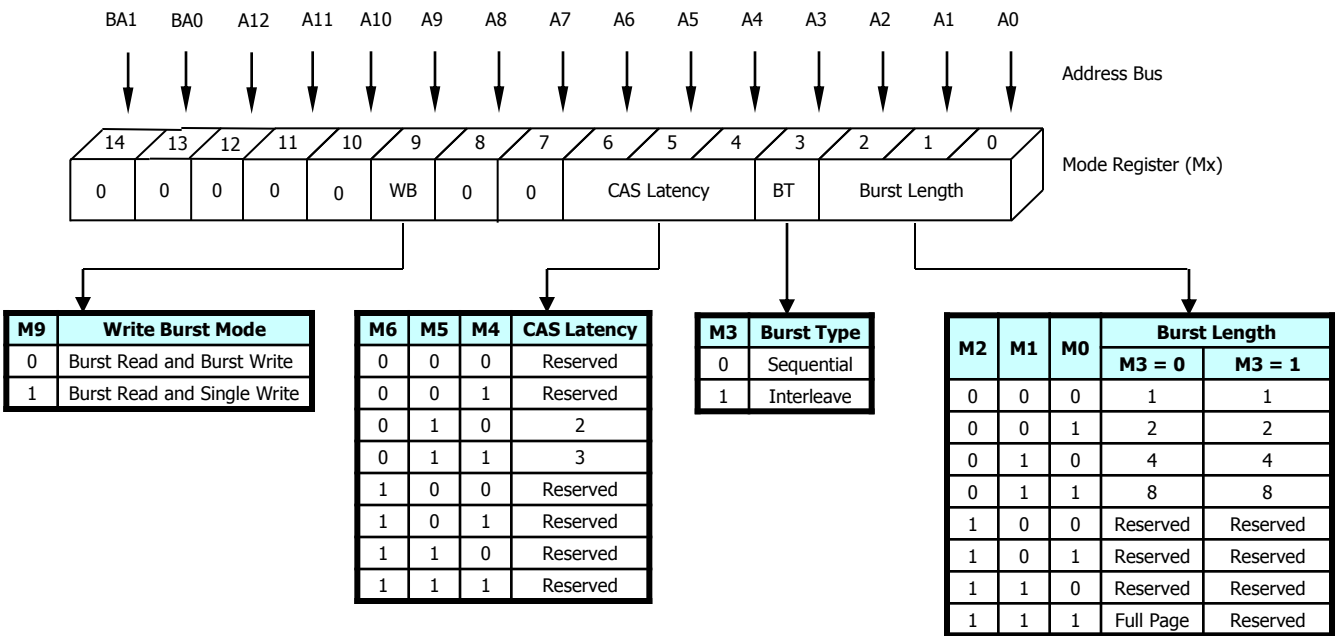 BA1 BA0 A12 A11 A10 A9 A8 A7 A6 A5 A4 A3 A2 A1 A0
Address Bus
14 13 12 11 10 9 8 7 6 5 4 3 2 1 0
Mode Register (Mx)
0 0 0 0 0 WB 0 0 CAS Latency BT Burst Length
M9 Write Burst Mode
0 Burst Read and Burst Write
1 Burst Read and Single Write
M6 M5 M4 CAS Latency
0 0 0 Reserved
0 0 1 Reserved
0 1 0 2
0 1 1 3
1 0 0 Reserved
1 0 1 Reserved
1 1 0 Reserved
1 1 1 Reserved
M3 Burst Type
0 Sequential
1 Interleave
M2 M1 M0 Burst Length
M3 = 0 M3 = 1
0 0 0 1 1
0 0 1 2 2
0 1 0 4 4
0 1 1 8 8
1 0 0 Reserved Reserved
1 0 1 Reserved Reserved
1 1 0 Reserved Reserved
1 1 1 Full Page Reserved